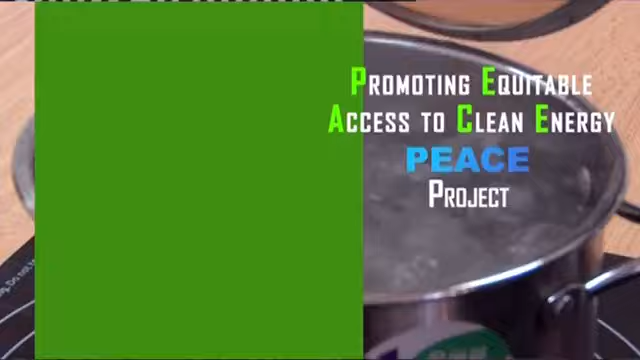 PROMOTING EQUITABLE
ACCESS TO CLEAN ENERGY
PEACE
PROJECT